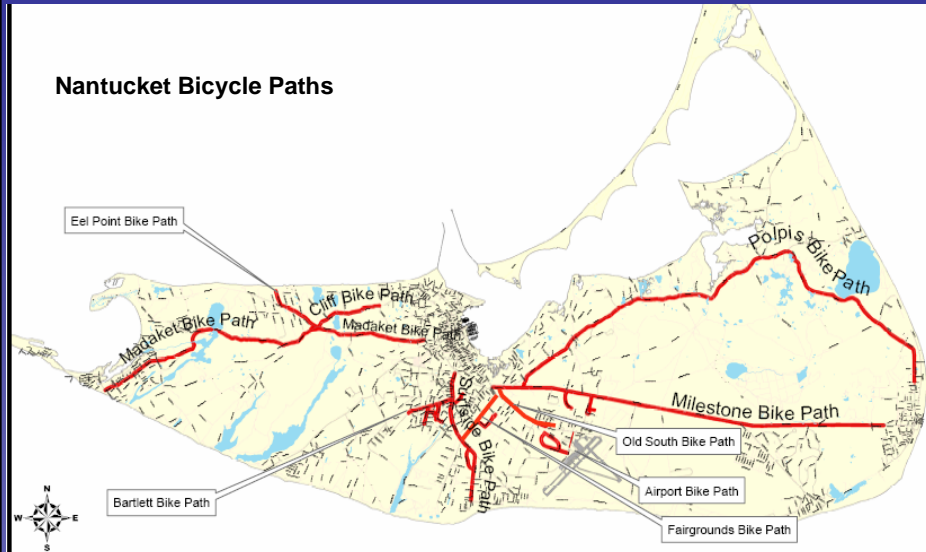 Nantucket Bicycle Paths
Eel Point Bike Path
Cliff Bike Path
Madaket Bike Path
Madaket Bike Path
Polpis Bike Path
Surfside Bike Path
Milestone Bike Path
Old South Bike Path
Airport Bike Path
Bartlett Bike Path
Fairgrounds Bike Path
N
W
E
S